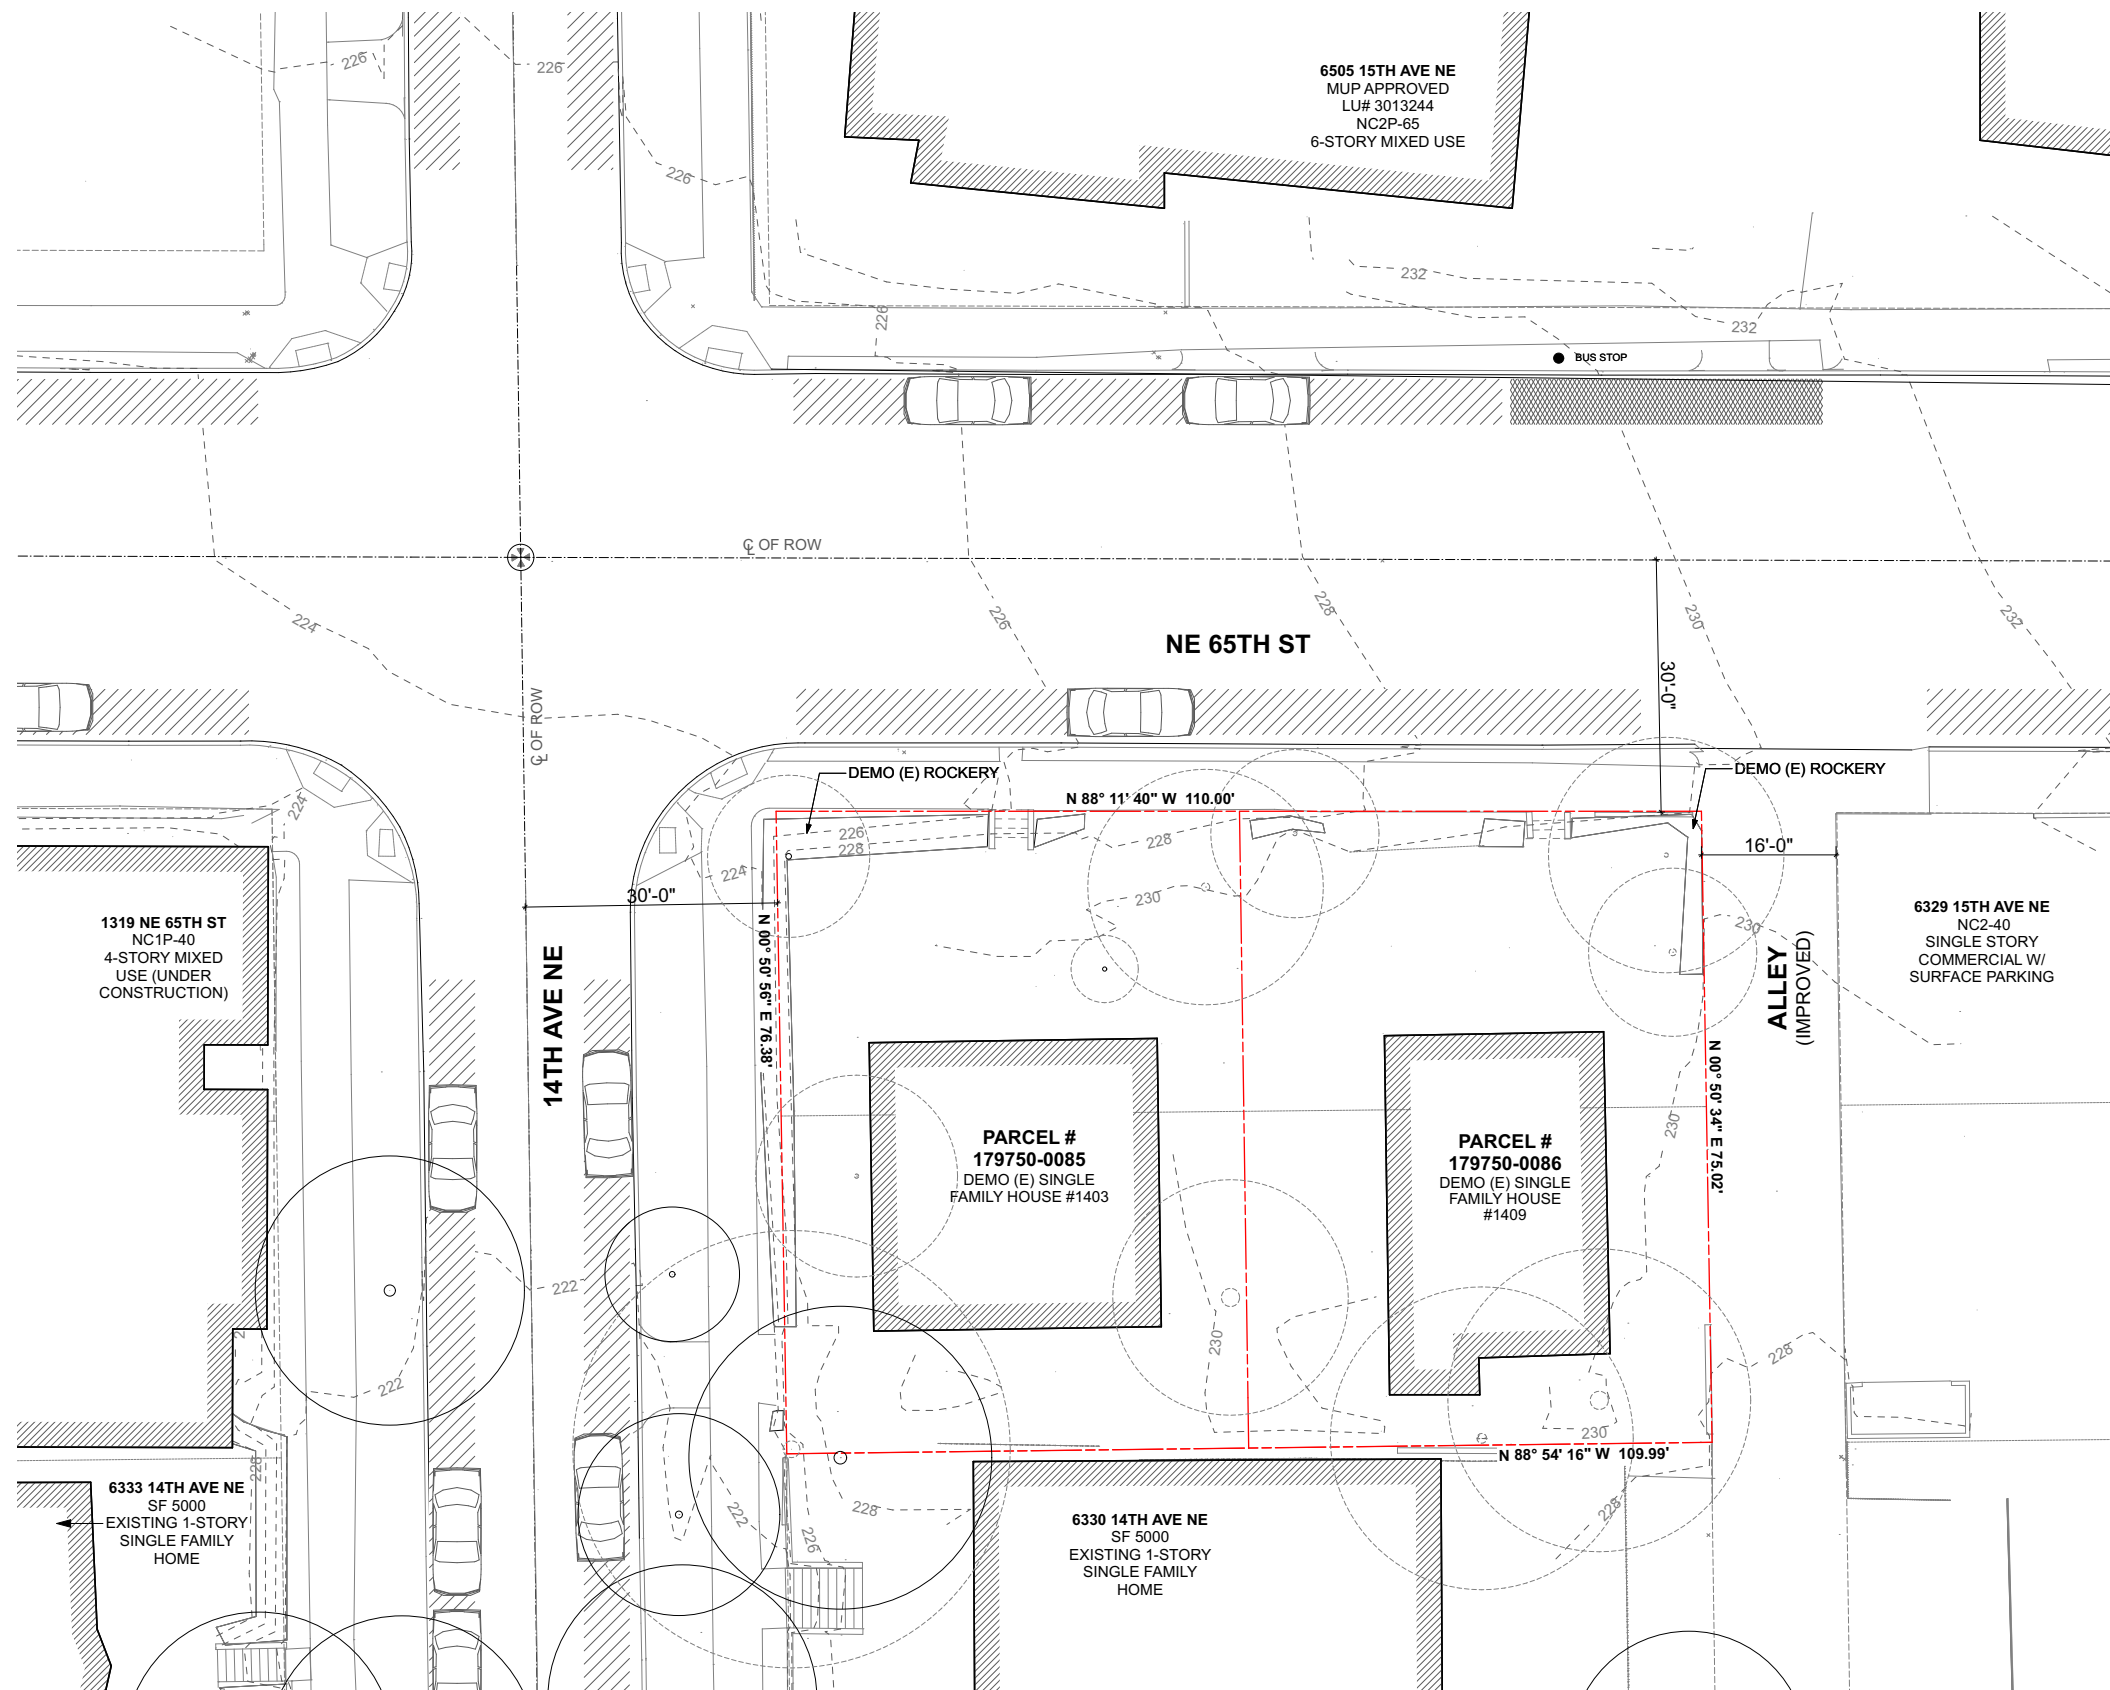 226
226
6505 15TH AVE NE
MUP APPROVED
LU# 3013244
NC2P-65
6-STORY MIXED USE
226
232
226
232
BUS STOP
℄ OF ROW
224
226
228
230
232
NE 65TH ST
30'-0"
℄ OF ROW
DEMO (E) ROCKERY
DEMO (E) ROCKERY
224
N 88° 11' 40" W 110.00'
226
228
228
16'-0"
224
30'-0"
230
230
N 00° 50' 56" E 76.38'
1319 NE 65TH ST
NC1P-40
4-STORY MIXED
USE (UNDER
CONSTRUCTION)
14TH AVE NE
ALLEY
(IMPROVED)
6329 15TH AVE NE
NC2-40
SINGLE STORY
COMMERCIAL W/
SURFACE PARKING
N 00° 50' 34" E 75.02'
230
PARCEL #
179750-0085
DEMO (E) SINGLE
FAMILY HOUSE #1403
PARCEL #
179750-0086
DEMO (E) SINGLE
FAMILY HOUSE
#1409
222
230
228
222
230
N 88° 54' 16" W 109.99'
226
6333 14TH AVE NE
SF 5000
EXISTING 1-STORY
SINGLE FAMILY
HOME
222
228
226
6330 14TH AVE NE
SF 5000
EXISTING 1-STORY
SINGLE FAMILY
HOME
228